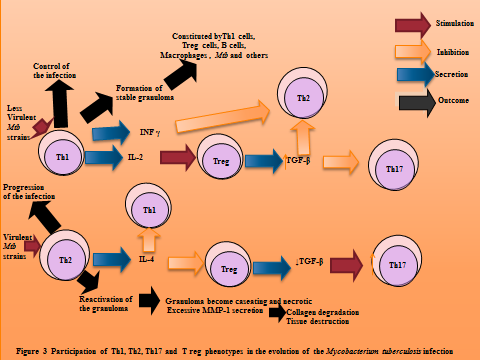 Constituted byTh1 cells,
Treg cells, B cells,
Macrophages , Mtb and others
Stimulation
Inhibition
Secretion
Outcome
Control of
the infection
Formation of
stable granuloma
Th2
Less
Virulent
Mtb
strains
INF γ
Th1
IL-2
Treg
TGF-β
Th17
Progression
of the infection
Th1
Virulent
Mtb
strains
Th2
IL-4
Treg
↓TGF-β
Th17
Reactivation of
the granuloma
Granuloma become caseating and necrotic
Excessive MMP-1 secretion
Collagen degradation
Tissue destruction
Figure 3 Participation of Th1, Th2, Th17 and T reg phenotypes in the evolution of the Mycobacterium tuberculosis infection